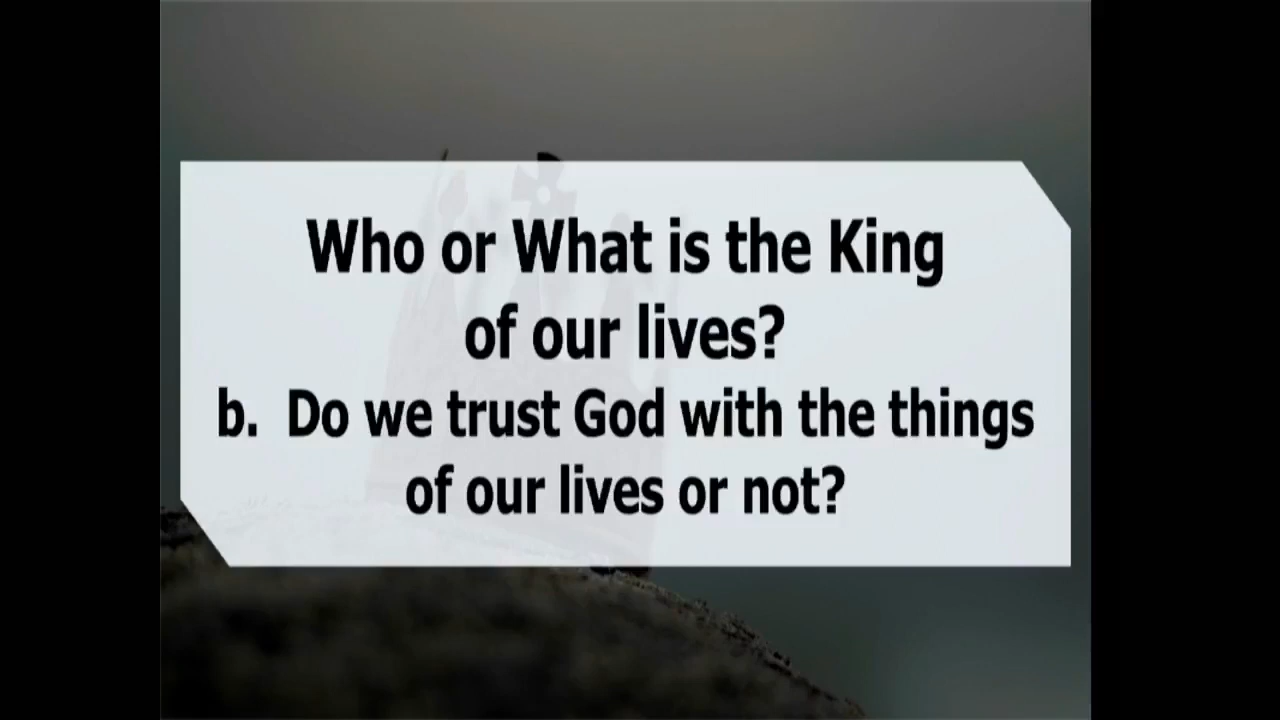 Who or What is the King
of our lives?
b. Do we trust God with the things
of our lives or not?